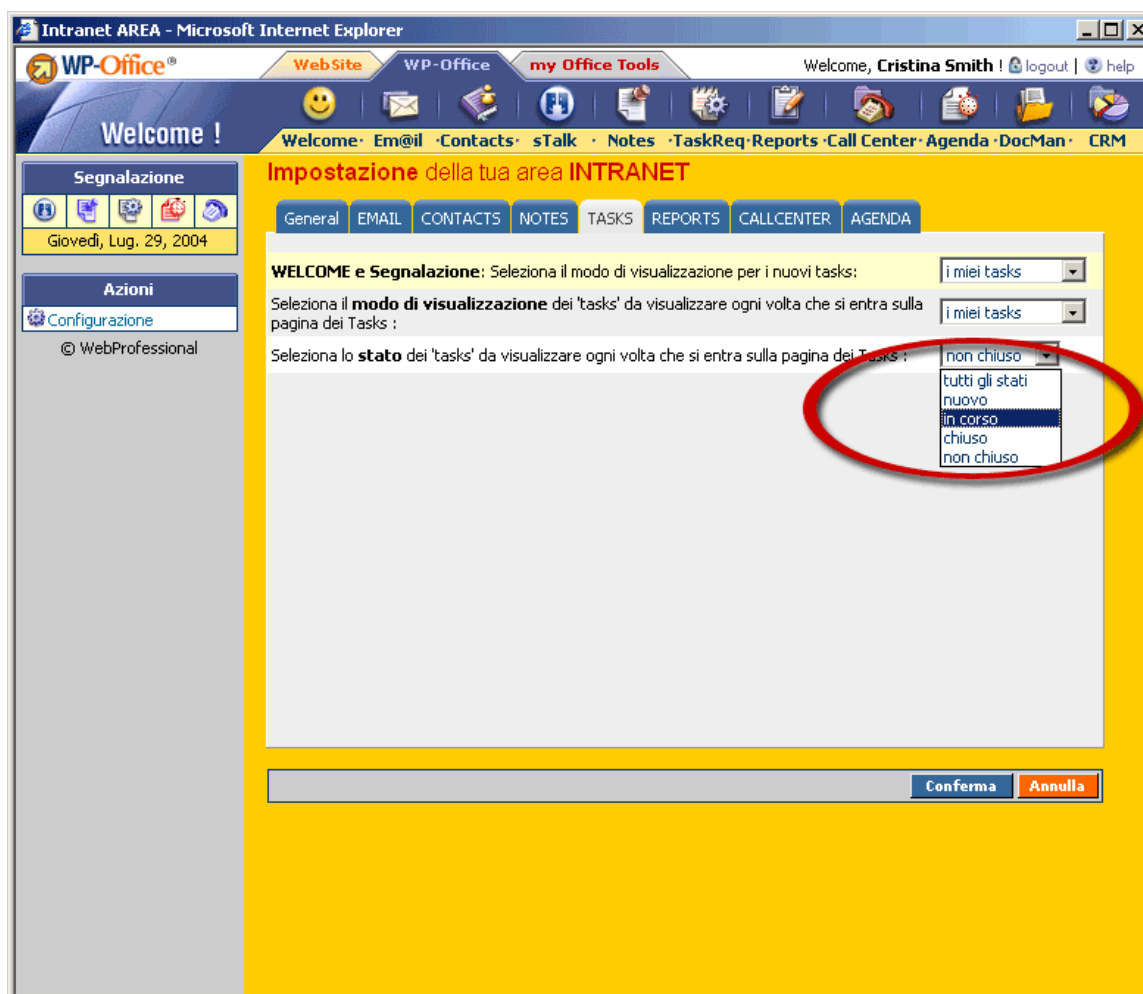 Intranet AREA - Microsoft Internet Explorer
WP-Office®
WebSite
WP-Office
my Office Tools
Welcome, Cristina Smith ! logout | help
Welcome !
Welcome· Em@il ·Contacts· sTalk · Notes ·TaskReq·Reports·Call Center·Agenda·DocMan· CRM
Segnalazione
Giovedì, Lug. 29, 2004
Azioni
Configurazione
© WebProfessional
Impostazione della tua area INTRANET
General EMAIL CONTACTS NOTES TASKS REPORTS CALLCENTER AGENDA
WELCOME e Segnalazione: Seleziona il modo di visualizzazione per i nuovi tasks:
i miei tasks
Seleziona il modo di visualizzazione dei 'tasks' da visualizzare ogni volta che si entra sulla
pagina dei Tasks :
i miei tasks
Seleziona lo stato dei 'tasks' da visualizzare ogni volta che si entra sulla pagina dei Tasks :
non chiuso
tutti gli stati
nuovo
in corso
chiuso
non chiuso
Conferma
Annulla